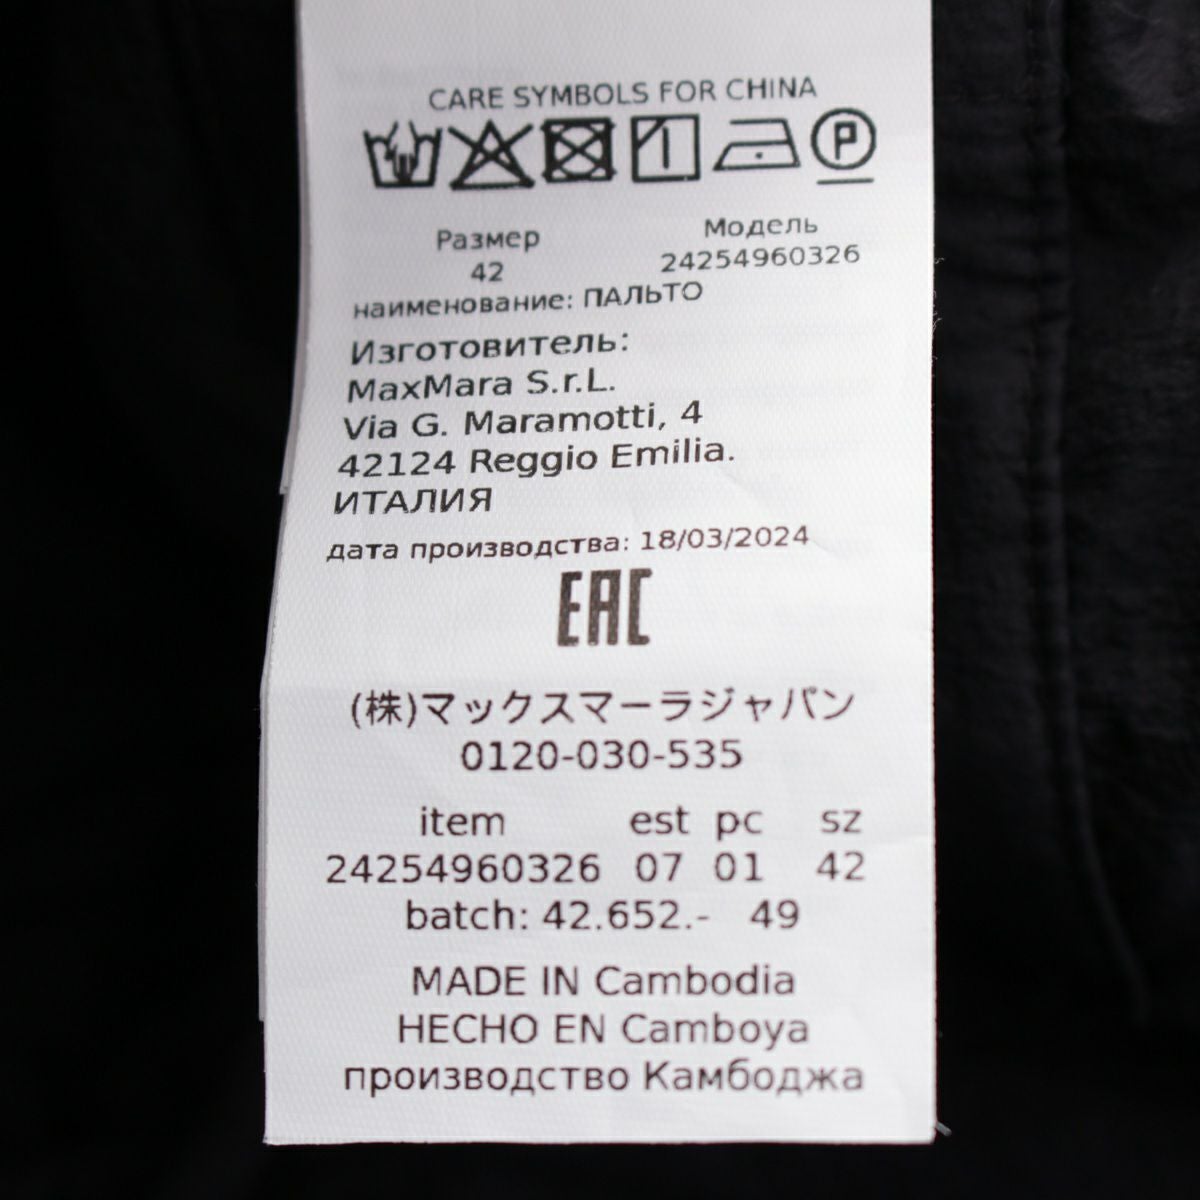 CARE SYMBOLS FOR CHINA
P
Размер
42
Модель
24254960326
наименование: ПАЛЬТО
Изготовитель:
MaxMara S.r.L.
Via G. Maramotti, 4
42124 Reggio Emilia.
ИТАЛИЯ
дата производства: 18/03/2024
EAC
(株)マックスマーラジャパン
0120-030-535
item est pc sz
24254960326 07 01 42
batch: 42.652.- 49
MADE IN Cambodia
HECHO EN Camboya
производство Камбоджа